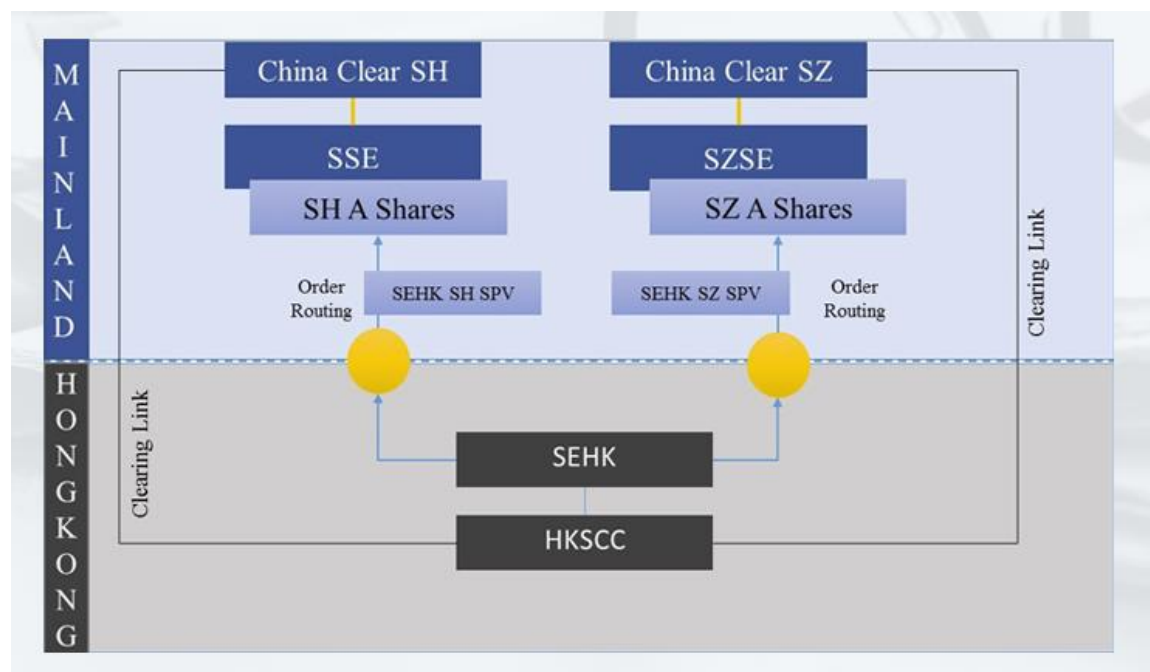 MAINLAND
China Clear SH
China Clear SZ
SSE
SZSE
SH A Shares
SZ A Shares
Order
Routing
SEHK SH SPV
SEHK SZ SPV
Order
Routing
Clearing Link
HONGKONG
Clearing Link
SEHK
HKSCC